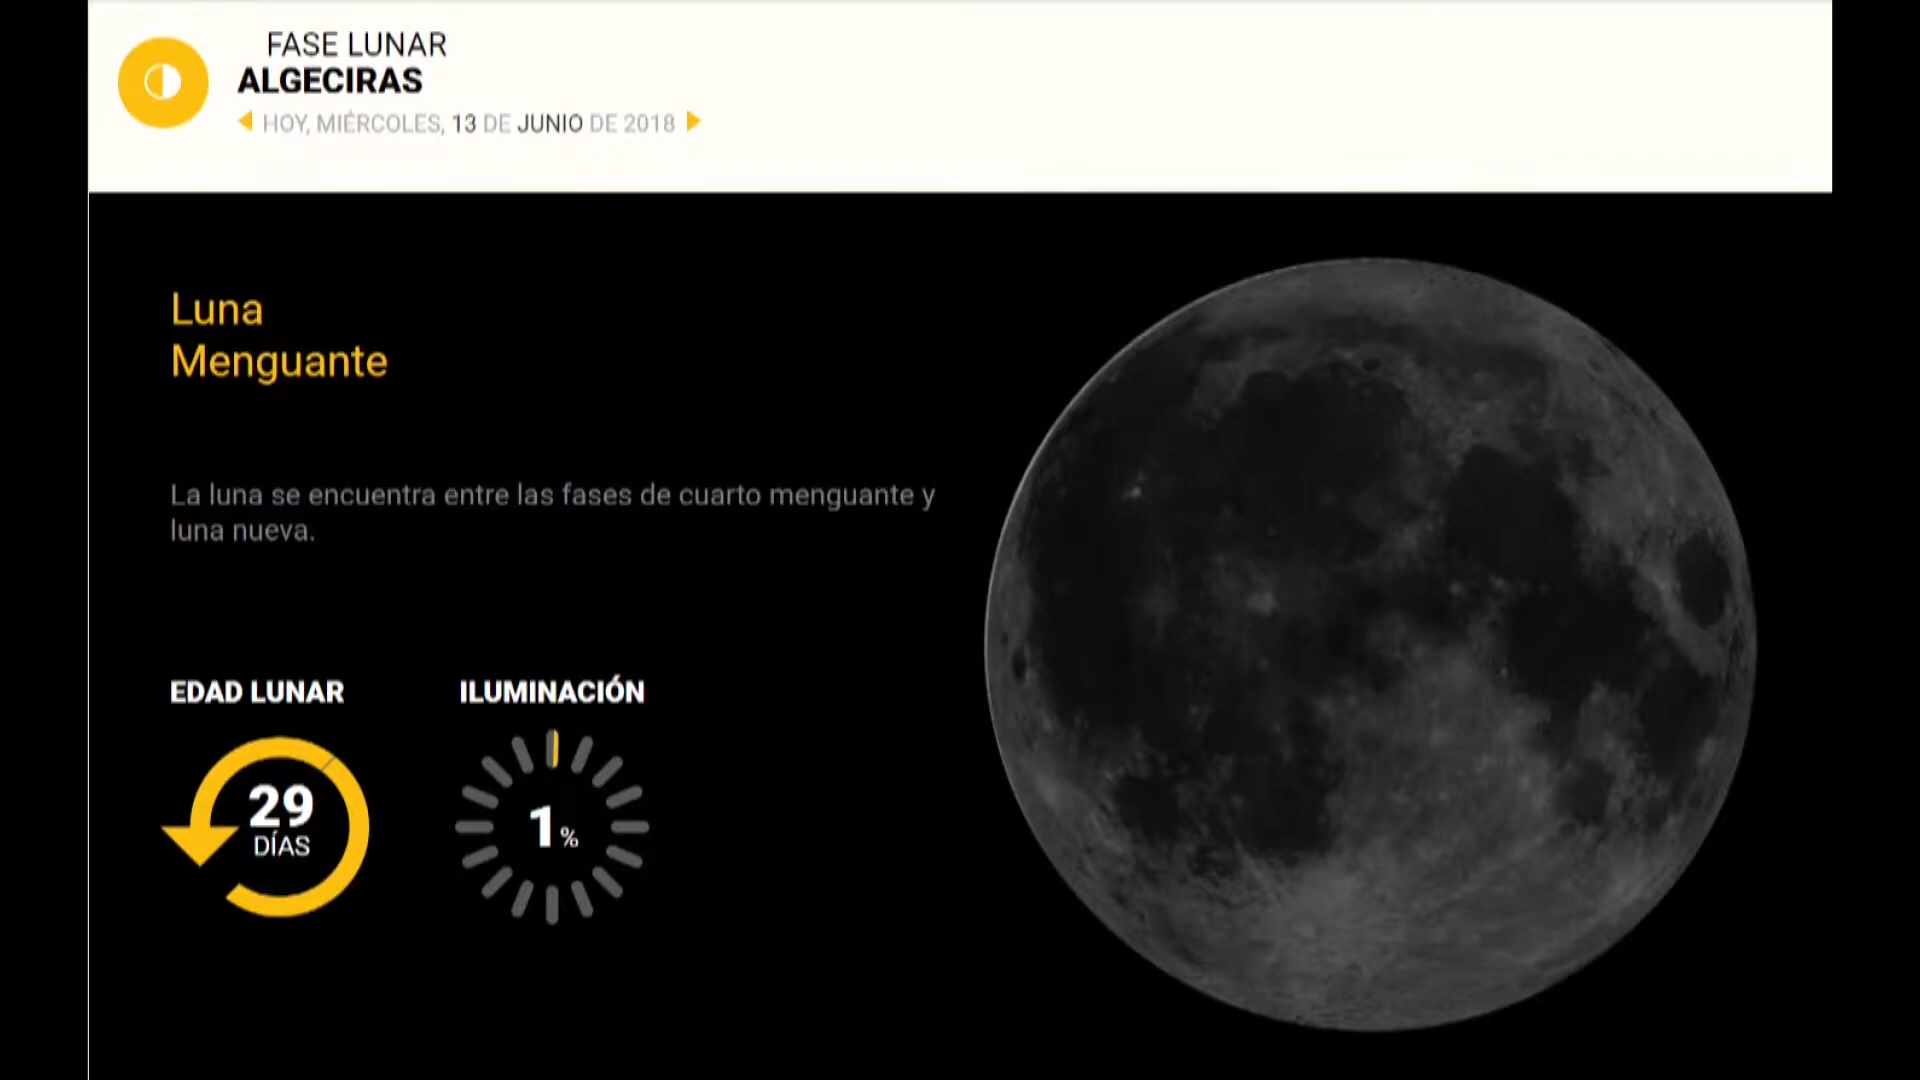 FASE LUNAR
ALGECIRAS
HOY, MIÉRCOLES, 13 DE JUNIO DE 2018
Luna
Menguante
La luna se encuentra entre las fases de cuarto menguante y
luna nueva.
EDAD LUNAR
29
DÍAS
ILUMINACIÓN
1%